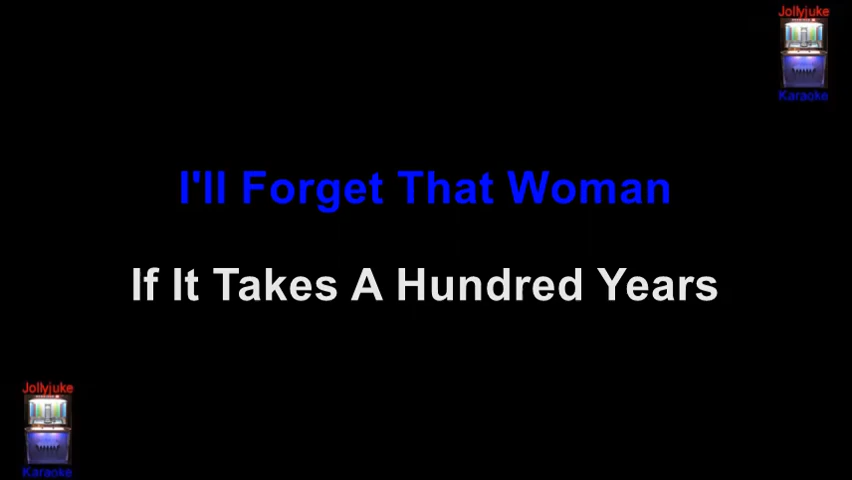 Jollyjuke
Karaoke
I'll Forget That Woman
If It Takes A Hundred Years
Jollyjuke
Karaoke